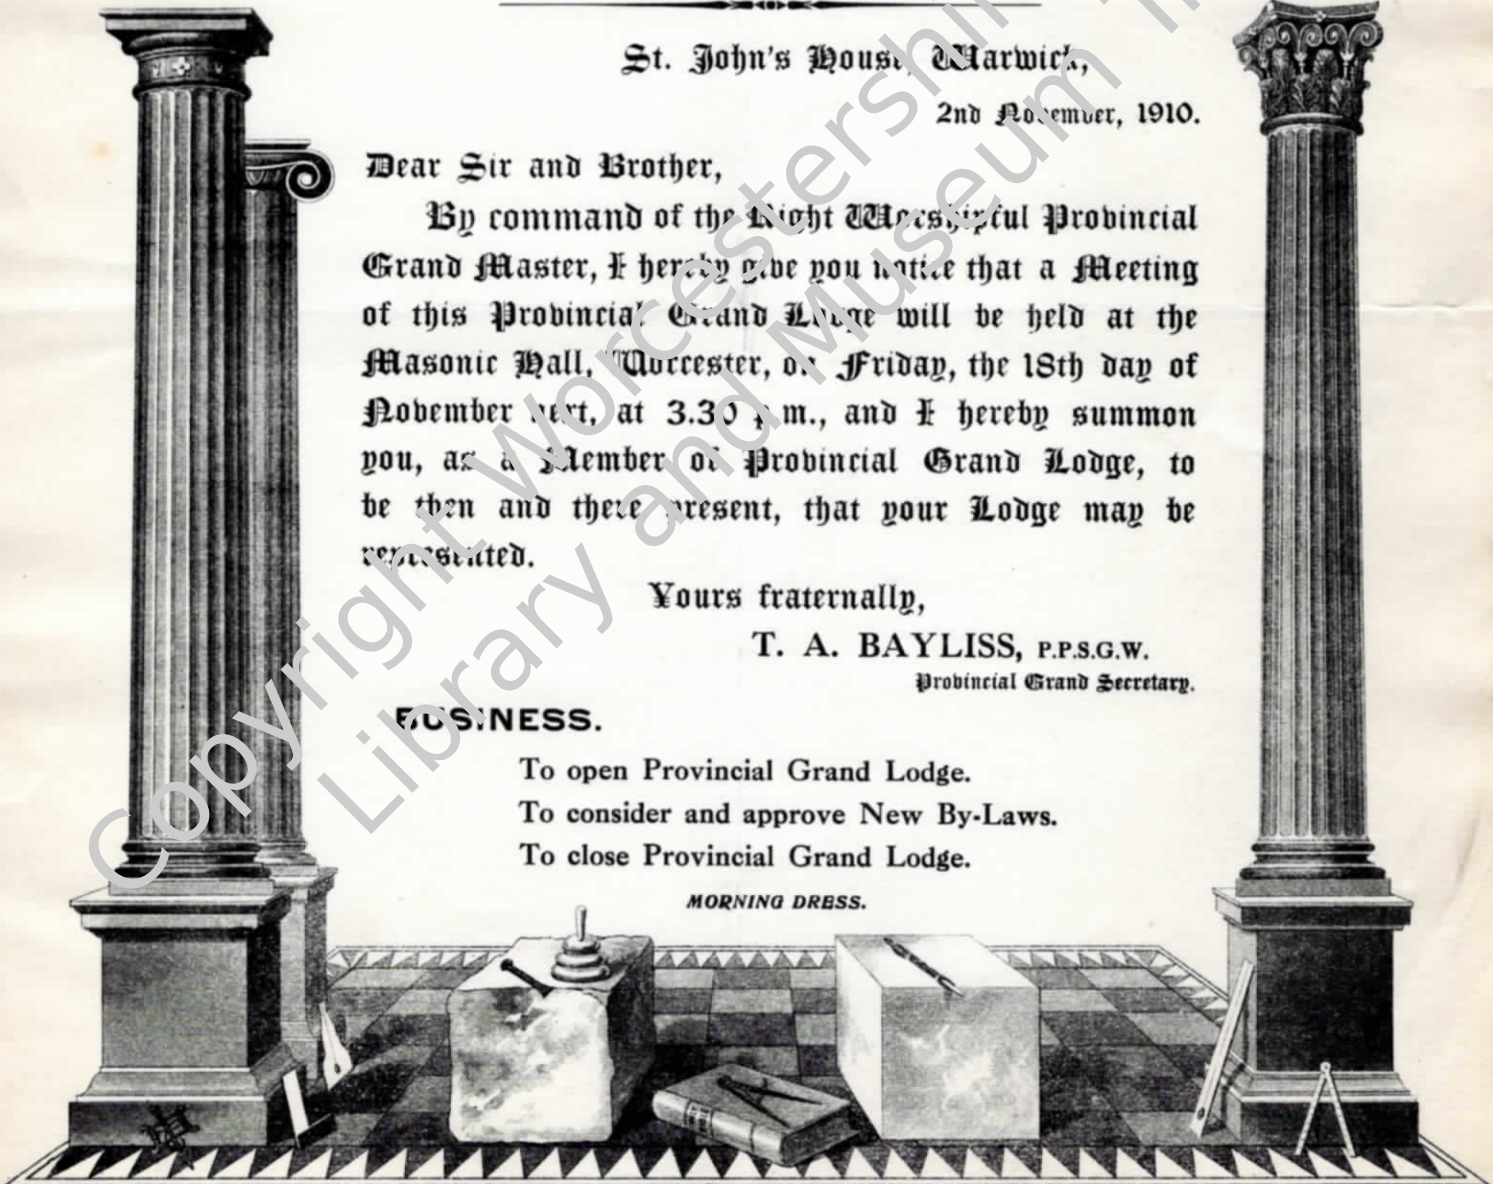 St. John's House, Warwick,
2nd November, 1910.
Dear Sir and Brother,
By command of the Right Worshipful Provincial
Grand Master, I hereby give you notice that a Meeting
of this Provincial Grand Lodge will be held at the
Masonic Hall, Worcester, on Friday, the 18th day of
November next, at 3.30 p.m., and I hereby summon
you, as a Member of Provincial Grand Lodge, to
be then and there present, that your Lodge may be
represented.
Yours fraternally,
T. A. BAYLISS, P.P.S.G.W.
Provincial Grand Secretary.
BUSINESS.
To open Provincial Grand Lodge.
To consider and approve New By-Laws.
To close Provincial Grand Lodge.
MORNING DRESS.
Copyright Worcestershi
Library and Museum